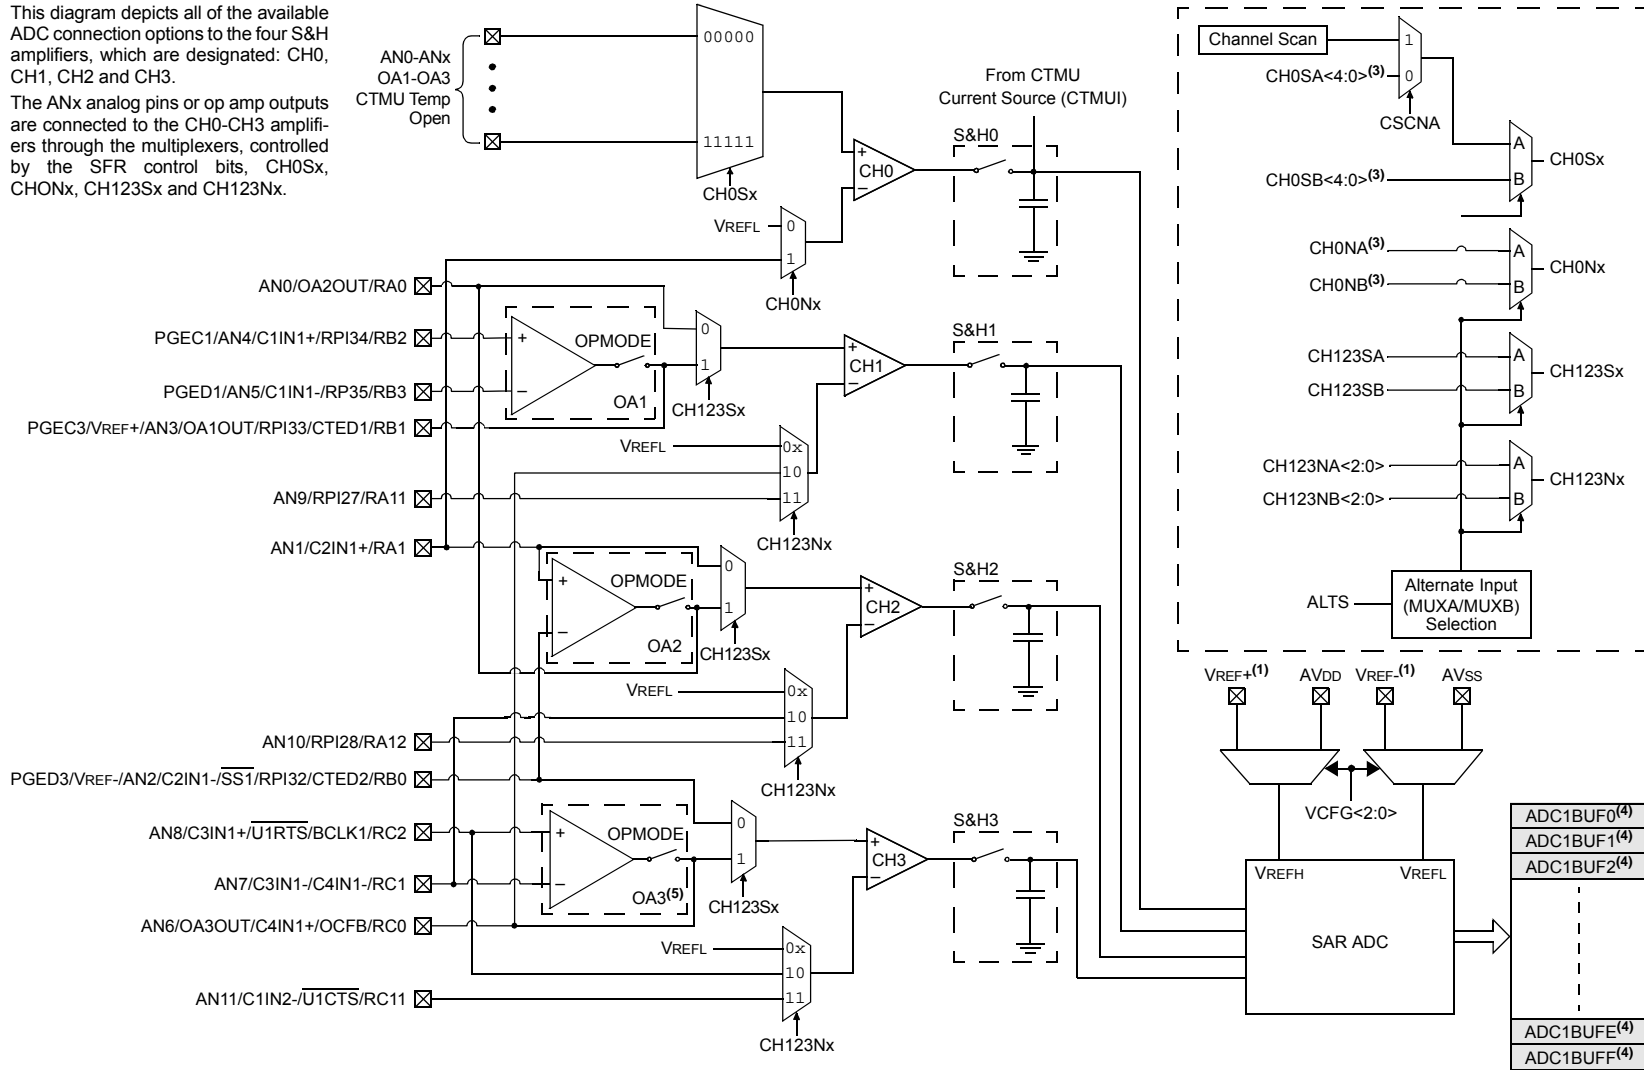 This diagram depicts all of the available
ADC connection options to the four S&H
amplifiers, which are designated: CH0,
CH1, CH2 and CH3.
The ANx analog pins or op amp outputs
are connected to the CH0-CH3 amplifi-
ers through the multiplexers, controlled
by the SFR control bits, CH0Sx,
CHONx, CH123Sx and CH123Nx.
AN0-ANx
OA1-OA3
CTMU Temp
Open
00000
11111
CH0Sx
From CTMU
Current Source (CTMUI)
S&H0
+
CH0
−
VREFL
0
1
CH0Nx
AN0/OA2OUT/RA0
PGEC1/AN4/C1IN1+/RPI34/RB2
PGED1/AN5/C1IN1-/RP35/RB3
PGEC3/VREF+/AN3/OA1OUT/RPI33/CTED1/RB1
+
−
OPMODE
OA1
0
1
CH123Sx
+
CH1
−
S&H1
VREFL
0x
10
11
CH123Nx
AN9/RPI27/RA11
AN1/C2IN1+/RA1
+
−
OPMODE
OA2
0
1
CH123Sx
+
CH2
−
S&H2
VREFL
0x
10
11
CH123Nx
AN10/RPI28/RA12
PGED3/VREF-/AN2/C2IN1-/SS1/RPI32/CTED2/RB0
AN8/C3IN1+/U1RTS/BCLK1/RC2
AN7/C3IN1-/C4IN1-/RC1
AN6/OA3OUT/C4IN1+/OCFB/RC0
+
−
OPMODE
OA3(5)
0
1
CH123Sx
+
CH3
−
S&H3
VREFL
0x
10
11
CH123Nx
AN11/C1IN2-/U1CTS/RC11
Channel Scan
1
CH0SA<4:0>(3)
0
CSCNA
A
CH0Sx
CH0SB<4:0>(3)
B
CH0NA(3)
A
CH0Nx
CH0NB(3)
B
CH123SA
A
CH123Sx
CH123SB
B
CH123NA<2:0>
A
CH123Nx
CH123NB<2:0>
B
ALTS
Alternate Input
(MUXA/MUXB)
Selection
VREF+(1)
AVDD
VREF-(1)
AVSS
VCFG<2:0>
VREFH
VREFL
SAR ADC
ADC1BUF0(4)
ADC1BUF1(4)
ADC1BUF2(4)
ADC1BUFE(4)
ADC1BUFF(4)